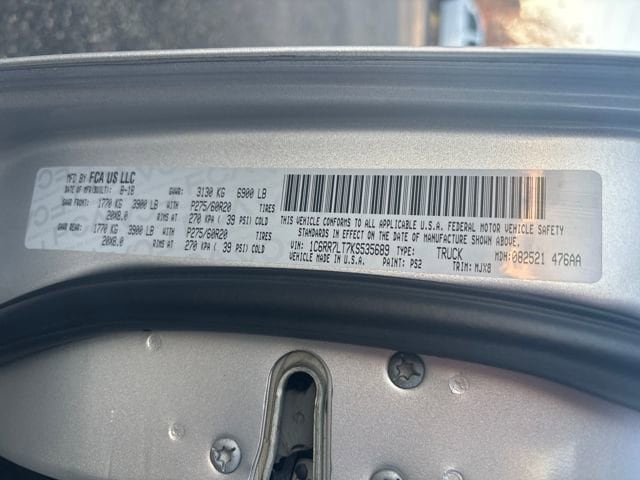 MFD BY FCA US LLC
DATE OF MFR/BUILT: 8-18 GVWR: 3130 KG 6900 LB
GAWR FRONT: 1770 KG 3900 LB WITH P275/60R20 TIRES
20X8.0 RIMS AT 270 KPA ( 39 PSI) COLD
GAWR REAR: 1770 KG 3900 LB WITH P275/60R20 TIRES
20X8.0 RIMS AT 270 KPA ( 39 PSI) COLD
THIS VEHICLE CONFORMS TO ALL APPLICABLE U.S.A. FEDERAL MOTOR VEHICLE SAFETY
STANDARDS IN EFFECT ON THE DATE OF MANUFACTURE SHOWN ABOVE.
VIN: 1C6RR7LT7KS535689 TYPE: TRUCK MDH: 082521 476AA
VEHICLE MADE IN U.S.A. PAINT: PS2 TRIM: MJX8